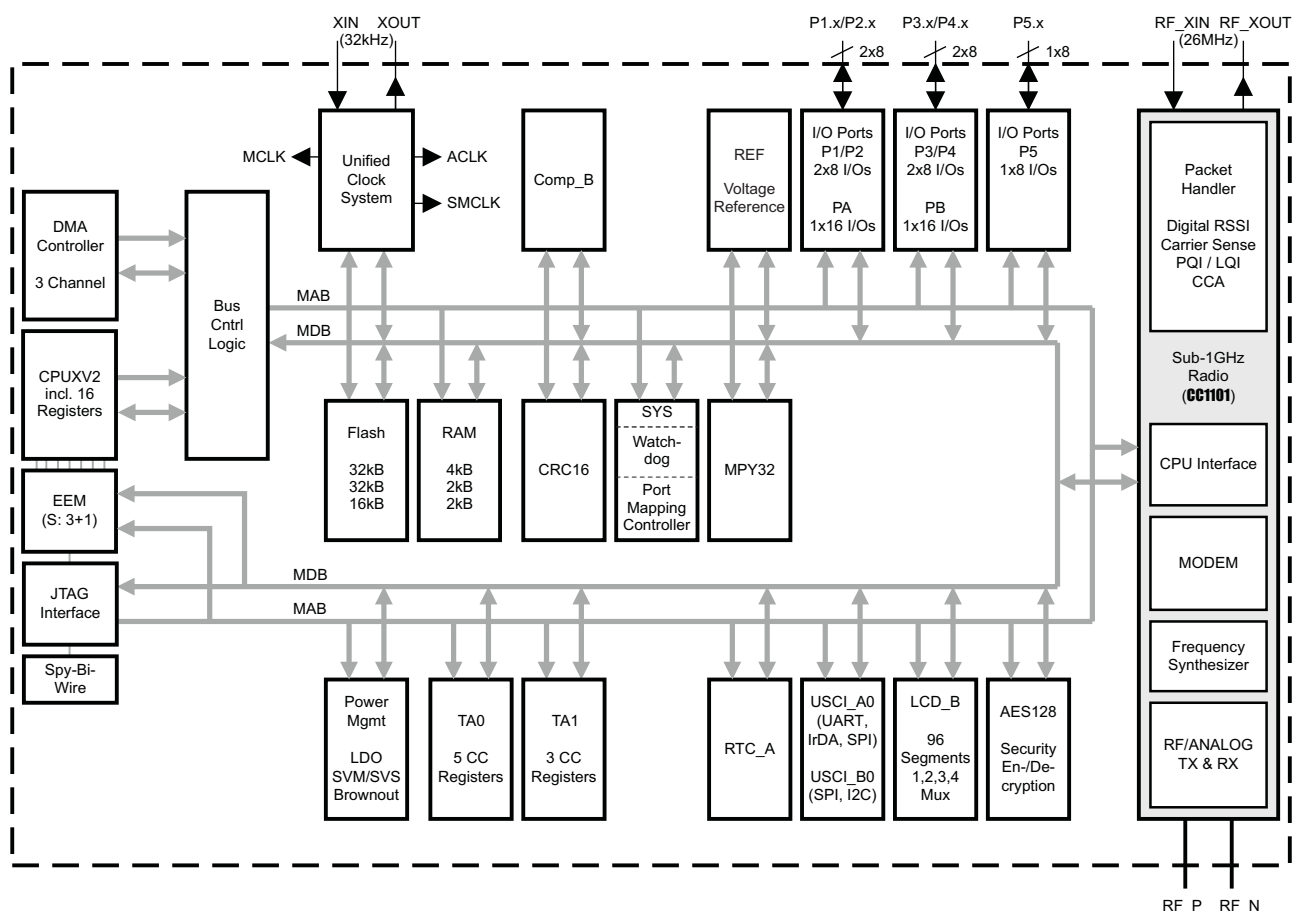 XIN XOUT
(32kHz)
P1.x/P2.x
2x8
P3.x/P4.x
2x8
P5.x
1x8
RF_XIN RF_XOUT
(26MHz)
MCLK
Unified
Clock
System
ACLK
SMCLK
Comp_B
REF
Voltage
Reference
I/O Ports
P1/P2
2x8 I/Os
PA
1x16 I/Os
I/O Ports
P3/P4
2x8 I/Os
PB
1x16 I/Os
I/O Ports
P5
1x8 I/Os
Packet
Handler
Digital RSSI
Carrier Sense
PQI / LQI
CCA
DMA
Controller
3 Channel
Bus
Cntrl
Logic
MAB
MDB
CPUXV2
incl. 16
Registers
EEM
(S: 3+1)
JTAG
Interface
Spy-Bi-
Wire
Flash
32kB
32kB
16kB
RAM
4kB
2kB
2kB
CRC16
SYS
Watch-
dog
Port
Mapping
Controller
MPY32
Sub-1GHz
Radio
(CC1101)
CPU Interface
MODEM
Frequency
Synthesizer
RF/ANALOG
TX & RX
MDB
MAB
Power
Mgmt
LDO
SVM/SVS
Brownout
TA0
5 CC
Registers
TA1
3 CC
Registers
RTC_A
USCI_A0
(UART,
IrDA, SPI)
USCI_B0
(SPI, I2C)
LCD_B
96
Segments
1,2,3,4
Mux
AES128
Security
En-/De-
cryption
RF_P RF_N